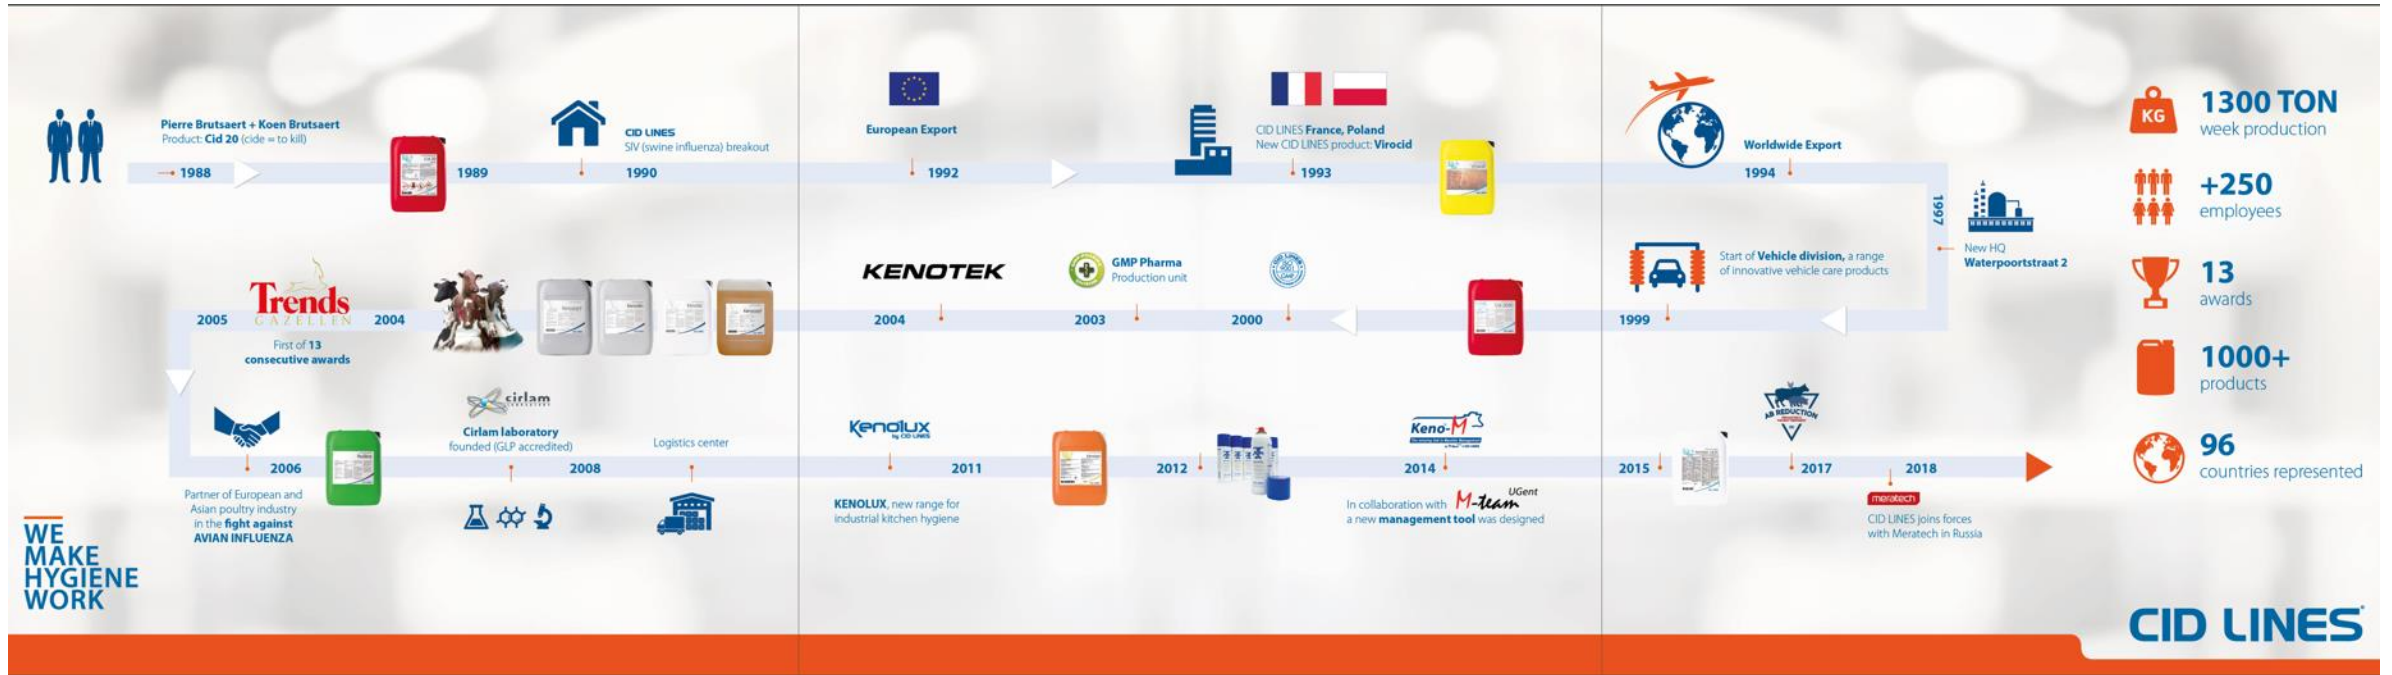 Pierre Brutsaert + Koen Brutsaert
Product: Cid 20 (cide = to kill)
1988
1989
CID LINES
SIV (swine influenza) breakout
1990
European Export
1992
CID LINES France, Poland
New CID LINES product: Virocid
1993
Worldwide Export
1994
1997
New HQ
Waterpoortstraat 2
Start of Vehicle division, a range
of innovative vehicle care products
1999
2000
GMP Pharma
Production unit
2003
KENOTEK
2004
2004
Trends
GAZELLEN
First of 13
consecutive awards
2005
2006
Partner of European and
Asian poultry industry
in the fight against
AVIAN INFLUENZA
cirlam
LABORATORY
Cirlam laboratory
founded (GLP accredited)
2008
Logistics center
Kenolux
by CID LINES
2011
KENOLUX, new range for
industrial kitchen hygiene
2012
Keno-M
2014
In collaboration with M-team UGent
a new management tool was designed
2015
AB REDUCTION
2017
2018
meratech
CID LINES joins forces
with Meratech in Russia
KG
1300 TON
week production
+250
employees
13
awards
1000+
products
96
countries represented
WE
MAKE
HYGIENE
WORK
CID LINES